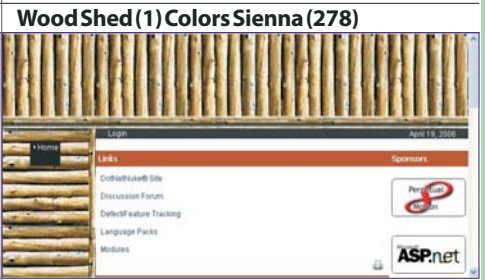 Wood Shed (1) Colors Sienna (278)
Login
April 19, 2006
Home
Links
Sponsors
DotNetNuke® Site
Discussion Forum
Defect/Feature Tracking
Language Packs
Modules
Perpetual
Motion
Microsoft
ASP.net